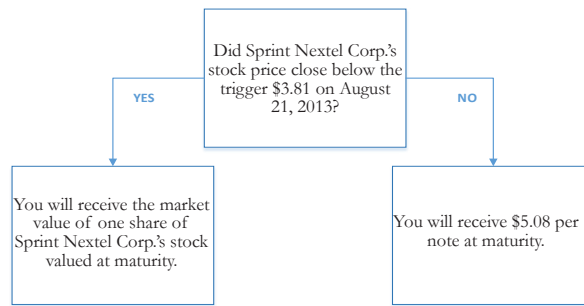 Did Sprint Nextel Corp.'s
stock price close below the
trigger $3.81 on August
21, 2013?
YES
NO
You will receive the market
value of one share of
Sprint Nextel Corp.'s stock
valued at maturity.
You will receive $5.08 per
note at maturity.